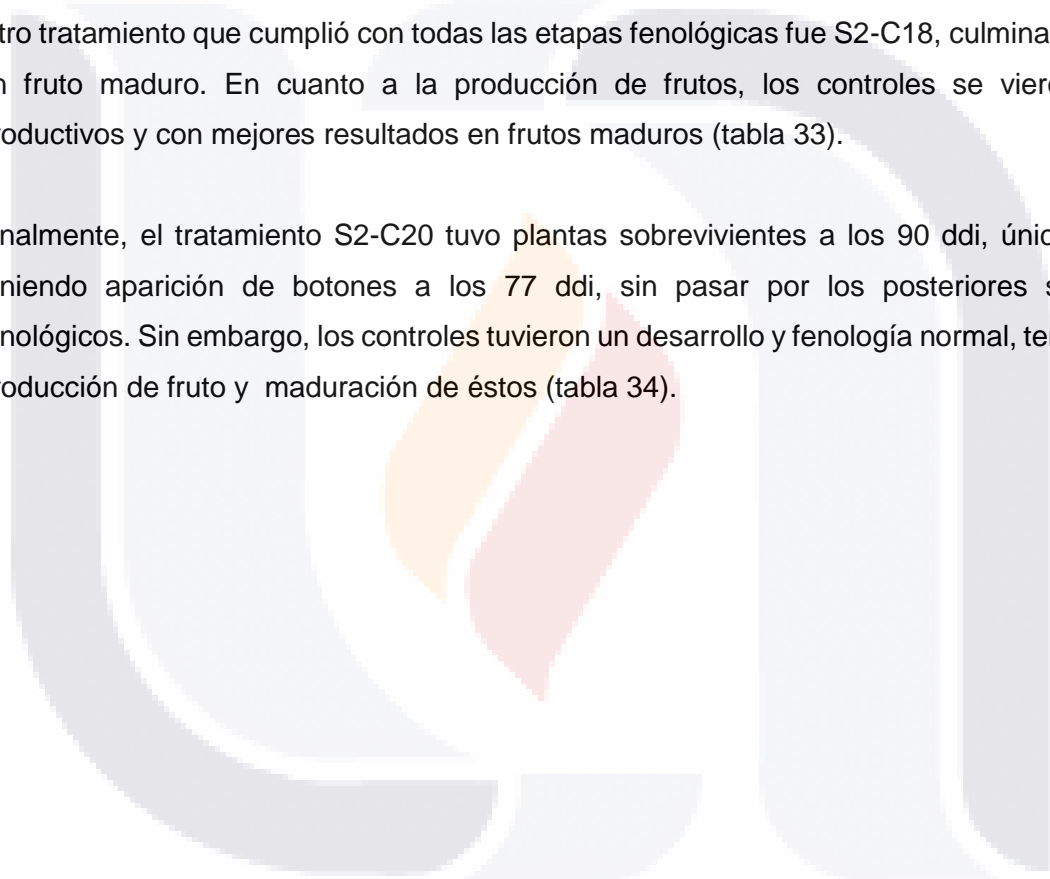 tro tratamiento que cumplió con todas las etapas fenológicas fue S2-C18, culmina
n fruto maduro. En cuanto a la producción de frutos, los controles se vier
roductivos y con mejores resultados en frutos maduros (tabla 33).
nalmente, el tratamiento S2-C20 tuvo plantas sobrevivientes a los 90 ddi, únic
niendo aparición de botones a los 77 ddi, sin pasar por los posteriores s
nológicos. Sin embargo, los controles tuvieron un desarrollo y fenología normal, te
roducción de fruto y maduración de éstos (tabla 34).